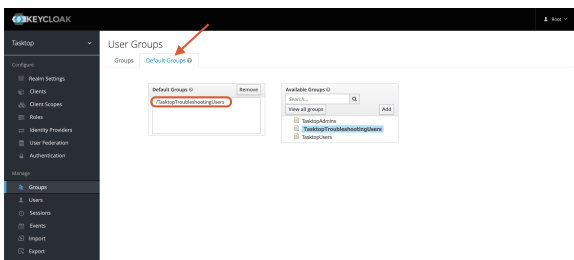 KEYCLOAK
Root
Tasktop
Configure
Realm Settings
Clients
Client Scopes
Roles
Identity Providers
User Federation
Authentication
Manage
Groups
Users
Sessions
Events
Import
Export
User Groups
Groups Default Groups
Default Groups Remove
/TasktopTroubleshootingUsers
Available Groups
Search...
View all groups Add
TasktopAdmins
TasktopTroubleshootingUsers
TasktopUsers